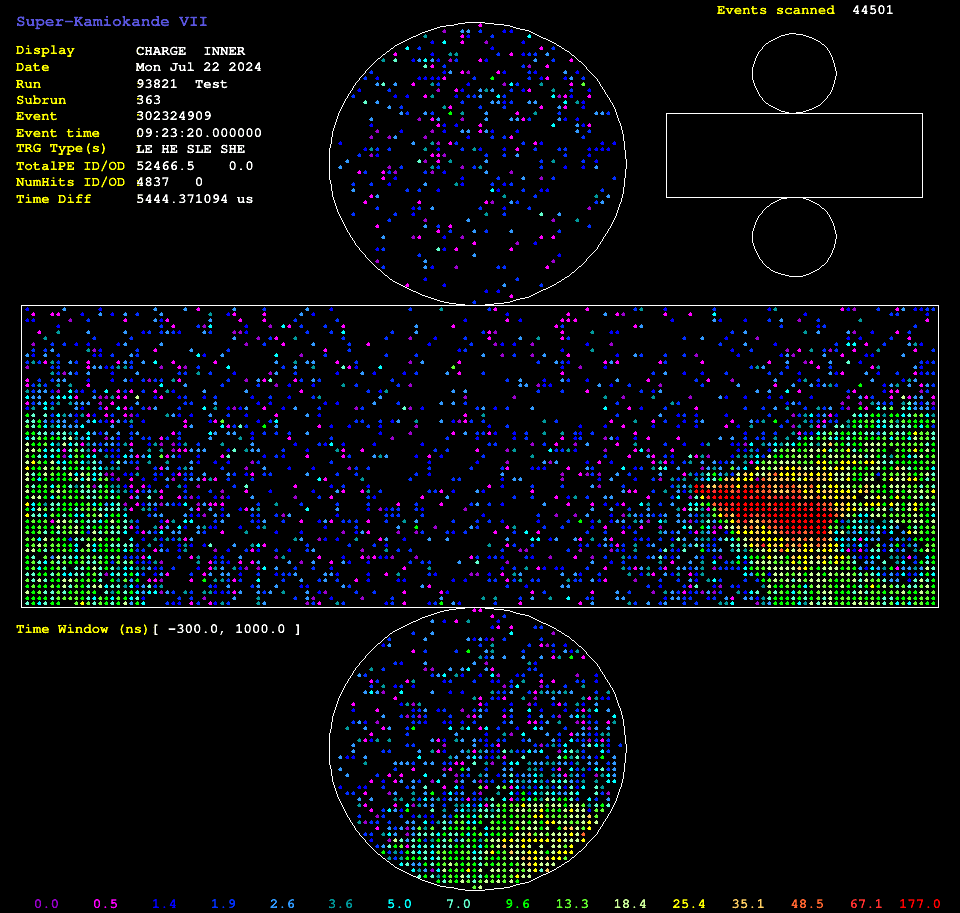 Super-Kamiokande VII
Events scanned 44501
Display CHARGE INNER
Date Mon Jul 22 2024
Run 93821 Test
Subrun 363
Event 302324909
Event time 09:23:20.000000
TRG Type(s) LE HE SLE SHE
TotalPE ID/OD 52466.5 0.0
NumHits ID/OD 4837 0
Time Diff 5444.371094 us
Time Window (ns)[ -300.0, 1000.0 ]
0.0 0.5 1.4 1.9 2.6 3.6 5.0 7.0 9.6 13.3 18.4 25.4 35.1 48.5 67.1 177.0